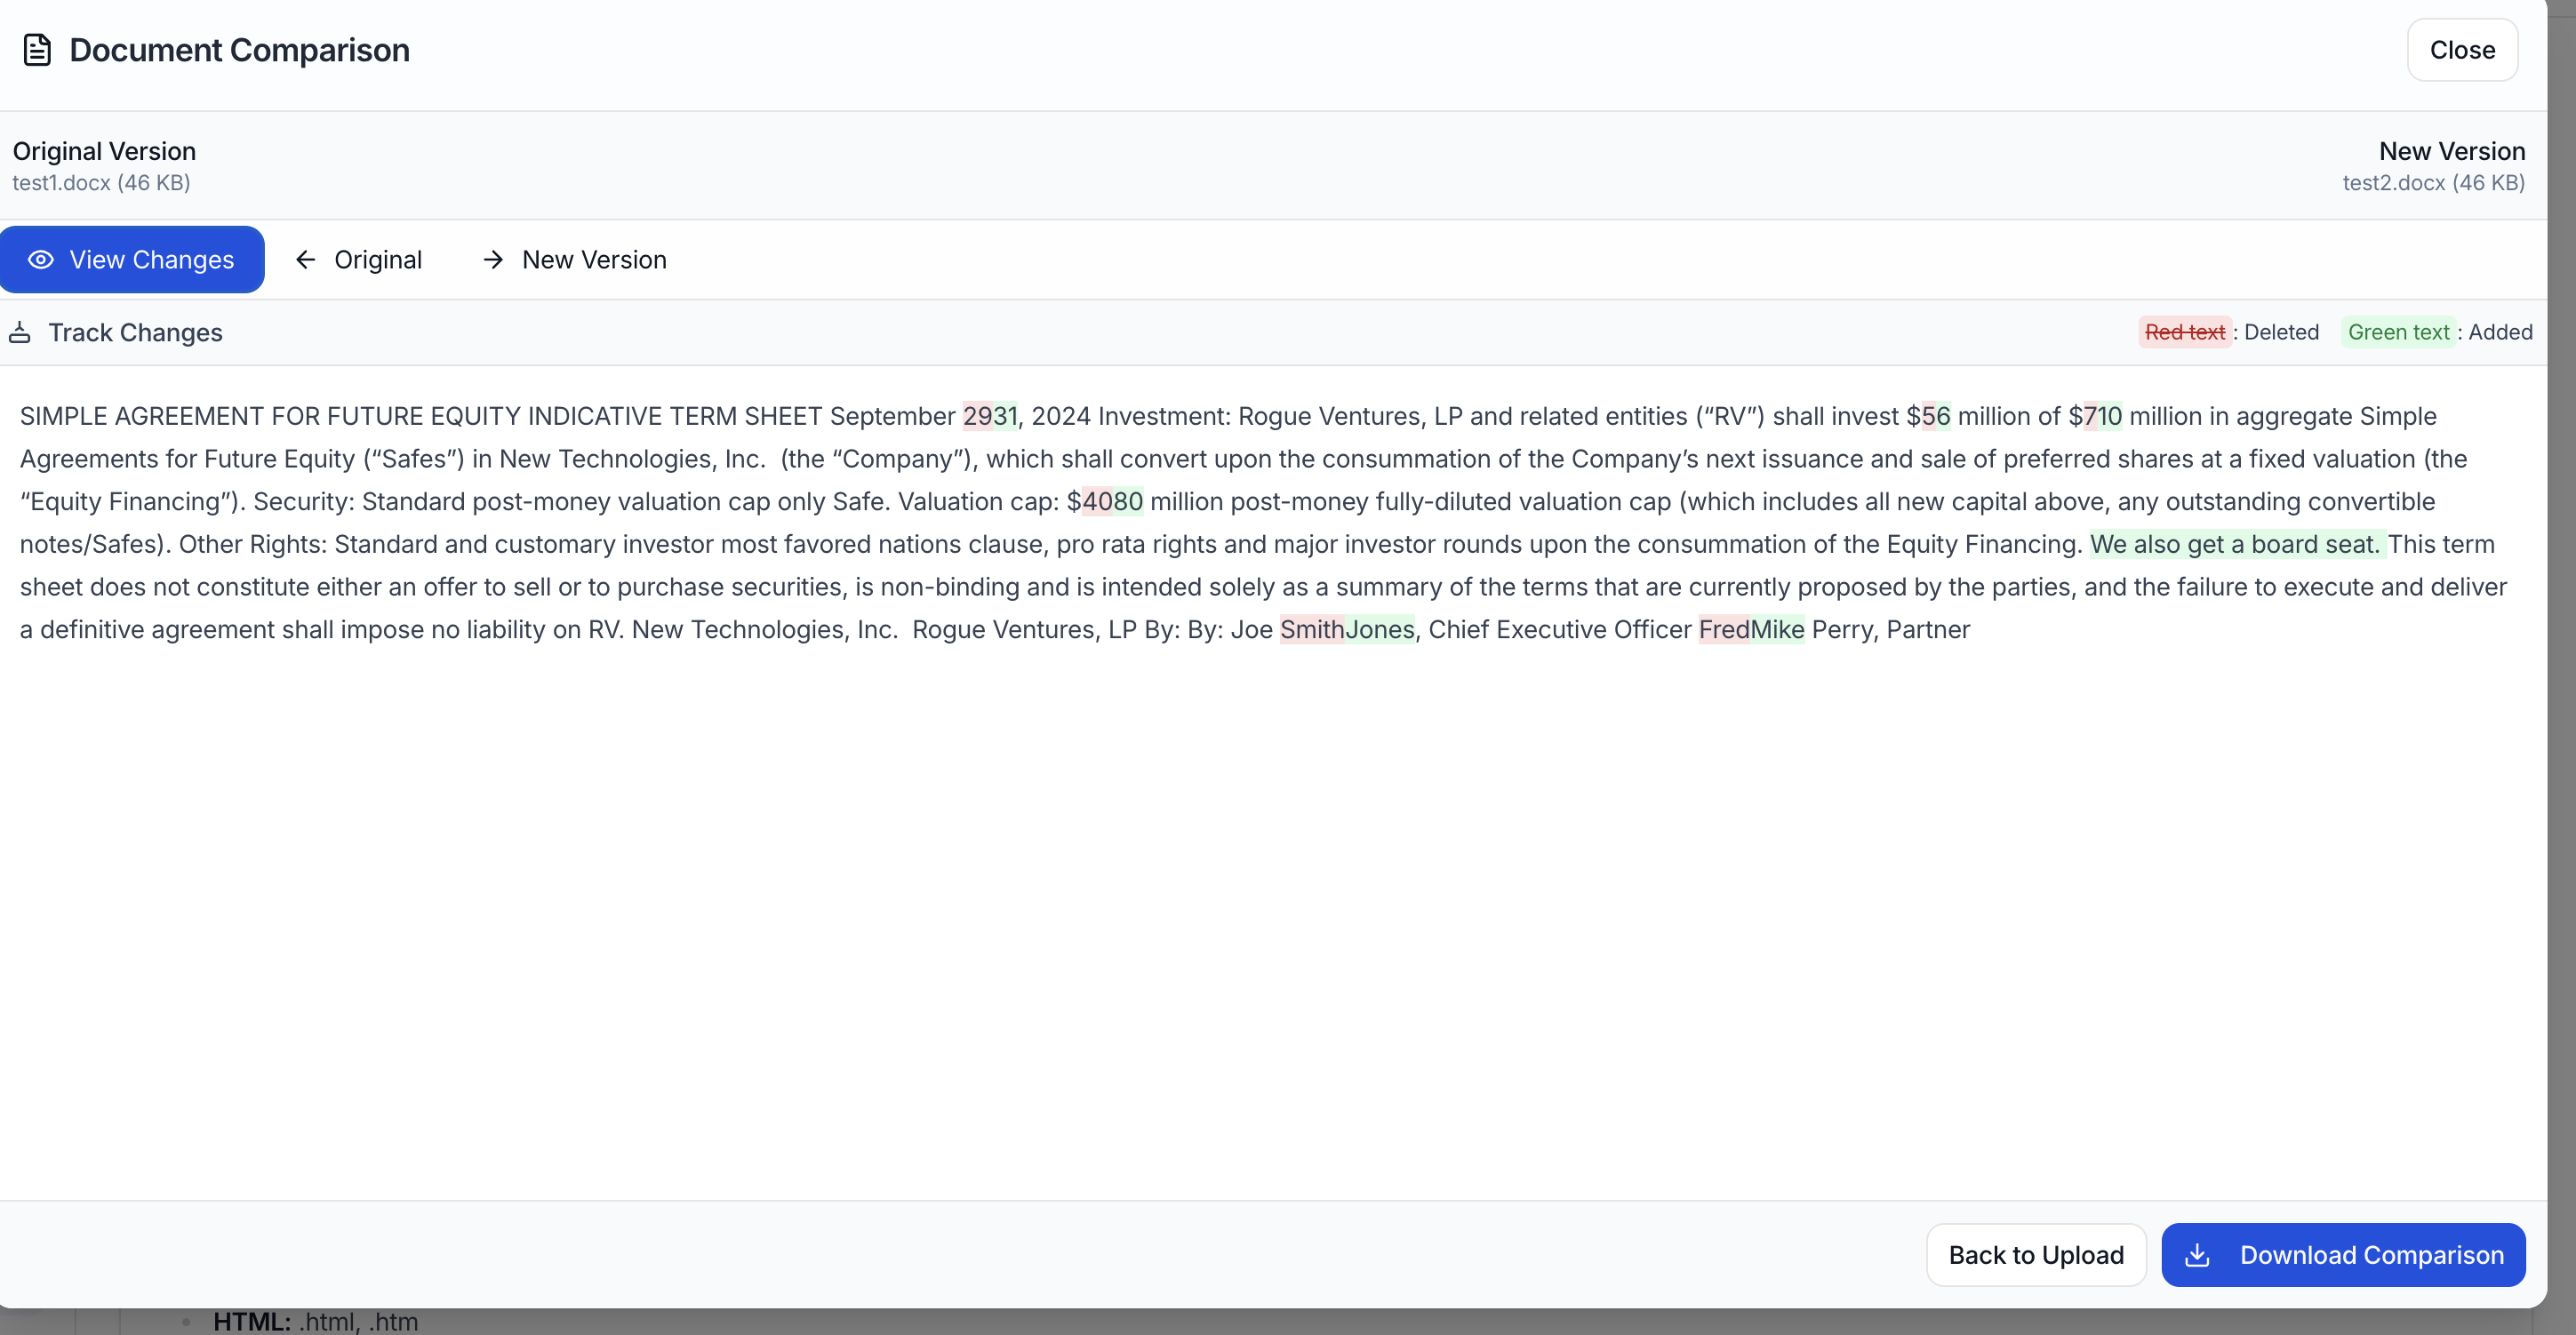 Document Comparison
Close
Original Version
New Version
test1.docx (46 KB)
test2.docx (46 KB)
View Changes
Original
New Version
Track Changes
Red text : Deleted
Green text : Added
SIMPLE AGREEMENT FOR FUTURE EQUITY INDICATIVE TERM SHEET September 2931, 2024 Investment: Rogue Ventures, LP and related entities (“RV”) shall invest $56 million of $710 million in aggregate Simple
Agreements for Future Equity (“Safes”) in New Technologies, Inc.  (the “Company”), which shall convert upon the consummation of the Company’s next issuance and sale of preferred shares at a fixed valuation (the
“Equity Financing”). Security: Standard post-money valuation cap only Safe. Valuation cap: $4080 million post-money fully-diluted valuation cap (which includes all new capital above, any outstanding convertible
notes/Safes). Other Rights: Standard and customary investor most favored nations clause, pro rata rights and major investor rounds upon the consummation of the Equity Financing. We also get a board seat. This term
sheet does not constitute either an offer to sell or to purchase securities, is non-binding and is intended solely as a summary of the terms that are currently proposed by the parties, and the failure to execute and deliver
a definitive agreement shall impose no liability on RV. New Technologies, Inc.  Rogue Ventures, LP By: By: Joe SmithJones, Chief Executive Officer FredMike Perry, Partner
Back to Upload
Download Comparison
HTML: .html, .htm